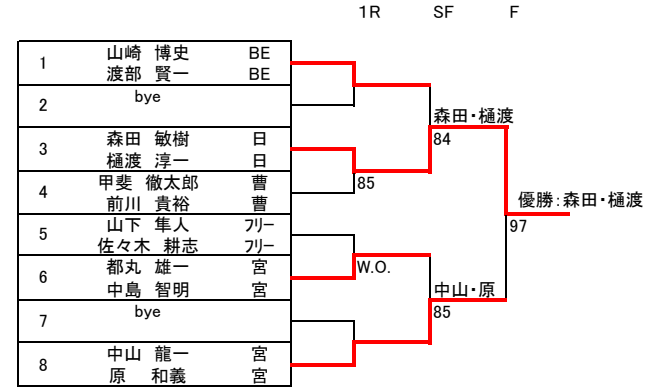 1R SF F
1 山崎 博史 BE
渡部 賢一 BE
2 bye
3 森田 敏樹 日
樋渡 淳一 日
4 甲斐 徹太郎 曹
前川 貴裕 曹
5 山下 隼人 フリー
佐々木 耕志 フリー
6 都丸 雄一 宮
中島 智明 宮
7 bye
8 中山 龍一 宮
原 和義 宮
85
W.O.
森田・樋渡
84
中山・原
85
優勝：森田・樋渡
97